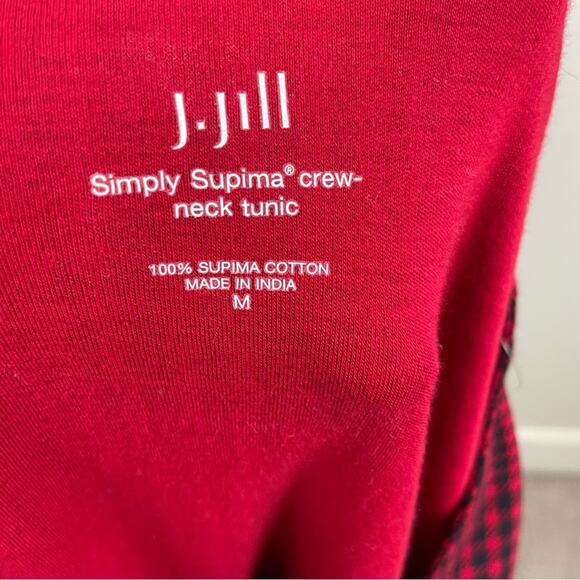 J.Jill
Simply Supima® crew-
neck tunic
100% SUPIMA COTTON
MADE IN INDIA
M